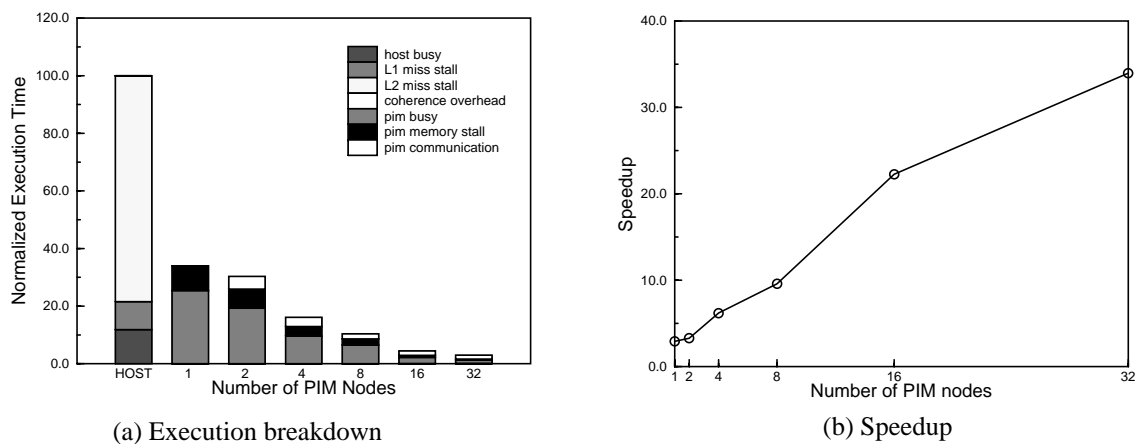 120.0
100.0
80.0
60.0
40.0
20.0
0.0
Normalized Execution Time
host busy
L1 miss stall
L2 miss stall
coherence overhead
pim busy
pim memory stall
pim communication
HOST 1 2 4 8 16 32
Number of PIM Nodes
(a) Execution breakdown
40.0
30.0
20.0
10.0
0.0
Speedup
1 2 4 8 16 32
Number of PIM nodes
(b) Speedup